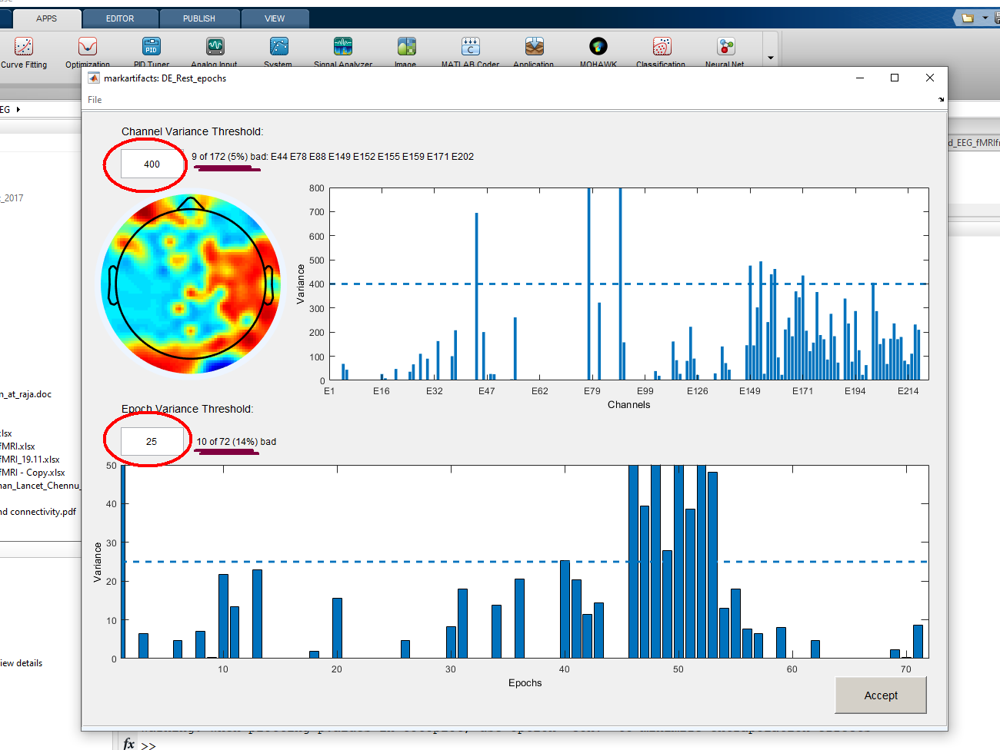 APPS EDITOR PUBLISH VIEW
Curve Fitting Optimization PID Tuner Analog Input System Signal Analyzer Image MATLAB Coder Application MOHAWK Classification Neural Net
PID
C
markartifacts: DE_Rest_epochs
File
EG
Channel Variance Threshold:
400
9 of 172 (5%) bad: E44 E78 E88 E149 E152 E155 E159 E171 E202
d_EEG_fMRIfr
_2017
800
700
600
500
400
300
200
100
0
Variance
E1 E16 E32 E47 E62 E79 E99 E126 E149 E171 E194 E214
Channels
n_at_raja.doc
Epoch Variance Threshold:
25
10 of 72 (14%) bad
xlsx
fMRI.xlsx
fMRI_19.11.xlsx
fMRI - Copy.xlsx
nan_Lancet_Chennu_
nd connectivity.pdf
50
40
30
20
10
0
Variance
10 20 30 40 50 60 70
Epochs
iew details
Accept
fx >>